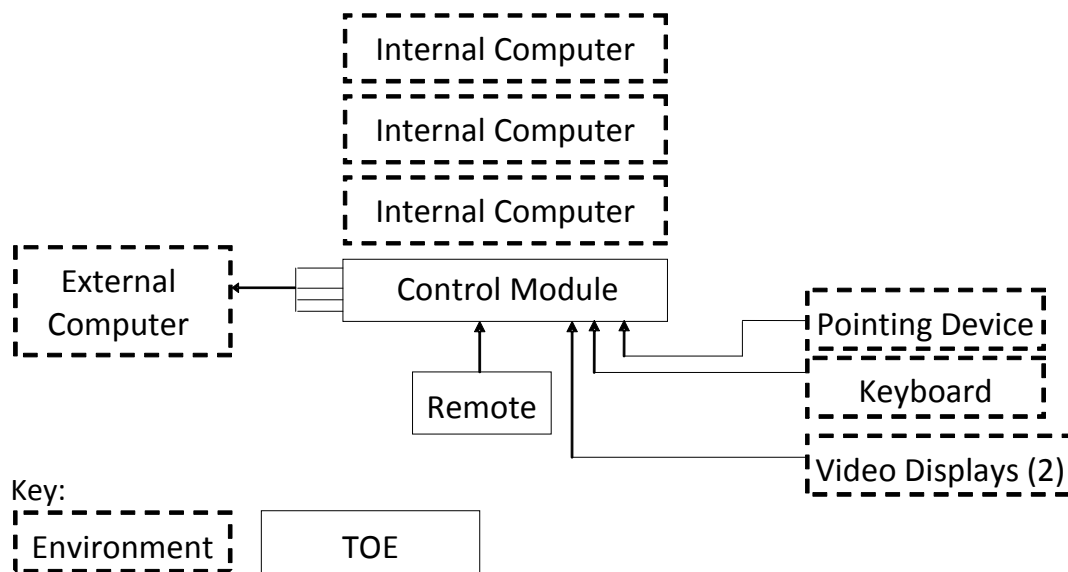 Internal Computer
Internal Computer
Internal Computer
External
Computer
Control Module
Pointing Device
Remote
Keyboard
Video Displays (2)
Key:
Environment
TOE